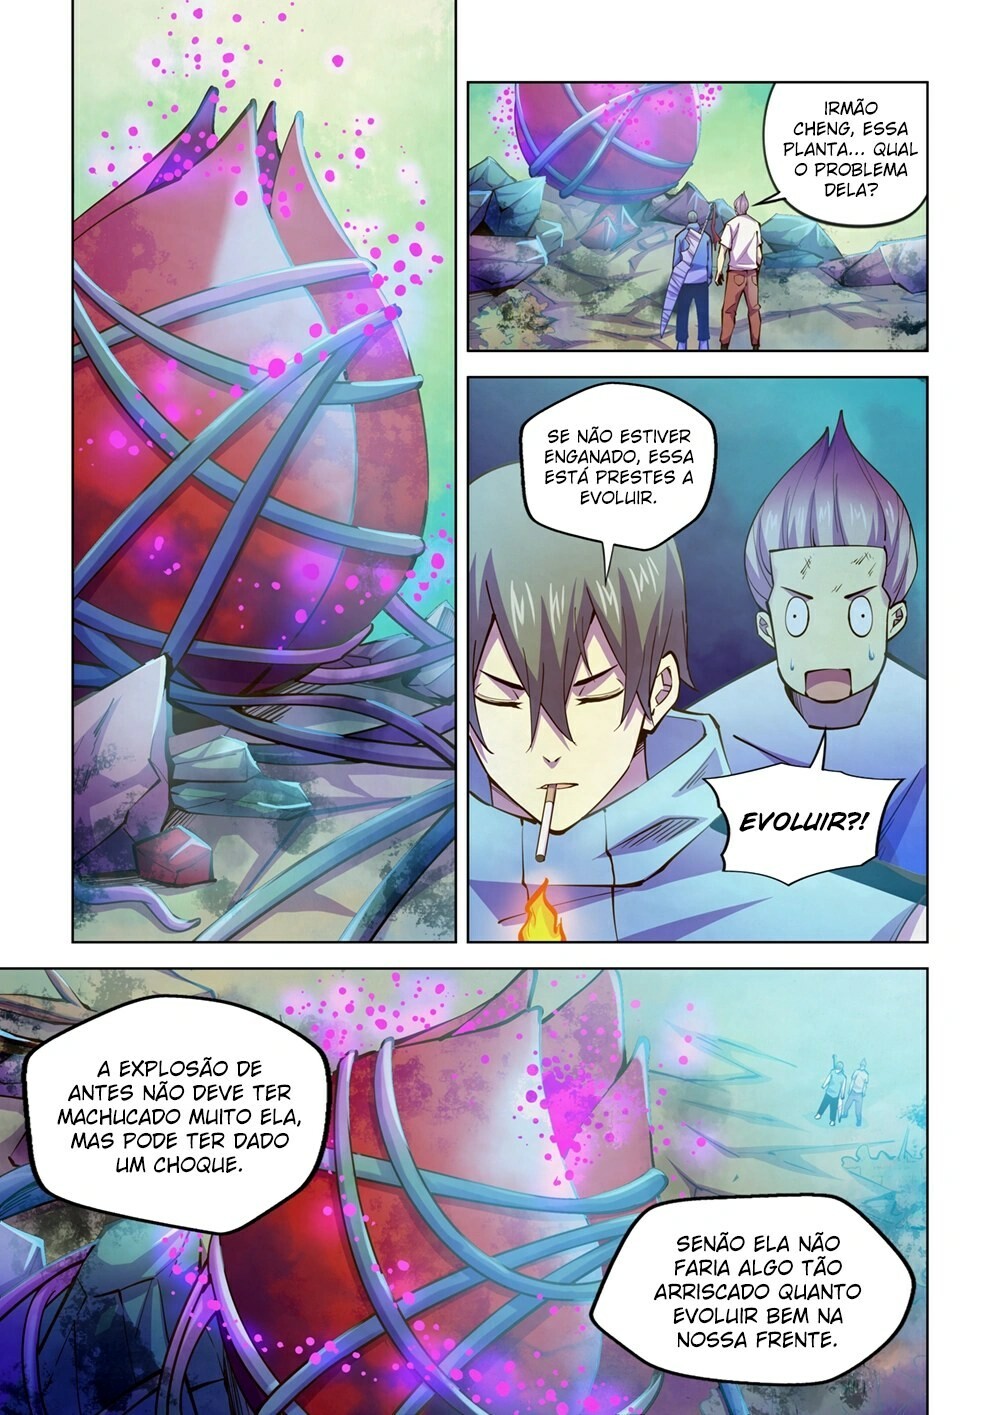 IRMÃO
CHENG, ESSA
PLANTA... QUAL
O PROBLEMA
DELA?
SE NÃO ESTIVER
ENGANADO, ESSA
ESTÁ PRESTES A
EVOLUIR.
EVOLUIR?!
A EXPLOSÃO DE
ANTES NÃO DEVE TER
MACHUCADO MUITO ELA,
MAS PODE TER DADO
UM CHOQUE.
SENÃO ELA NÃO
FARIA ALGO TÃO
ARRISCADO QUANTO
EVOLUIR BEM NA
NOSSA FRENTE.